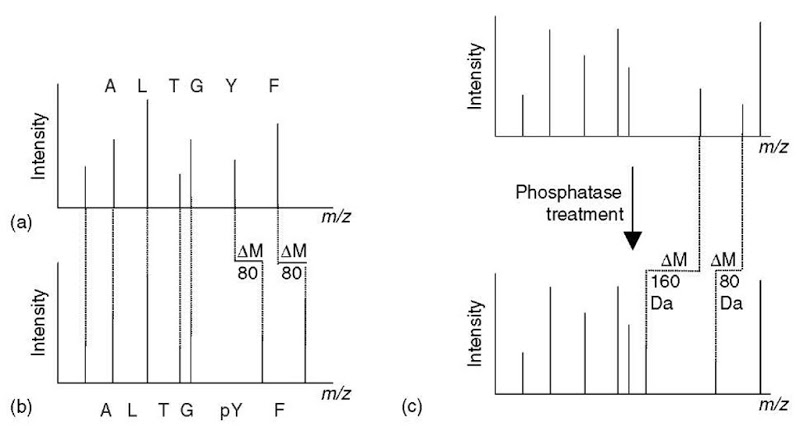 A L T G Y F
Intensity
m/z
(a)
ΔM
80
ΔM
80
Intensity
m/z
(b)
A L T G pY F
Intensity
m/z
Phosphatase
treatment
ΔM
160
Da
ΔM
80
Da
Intensity
m/z
(c)